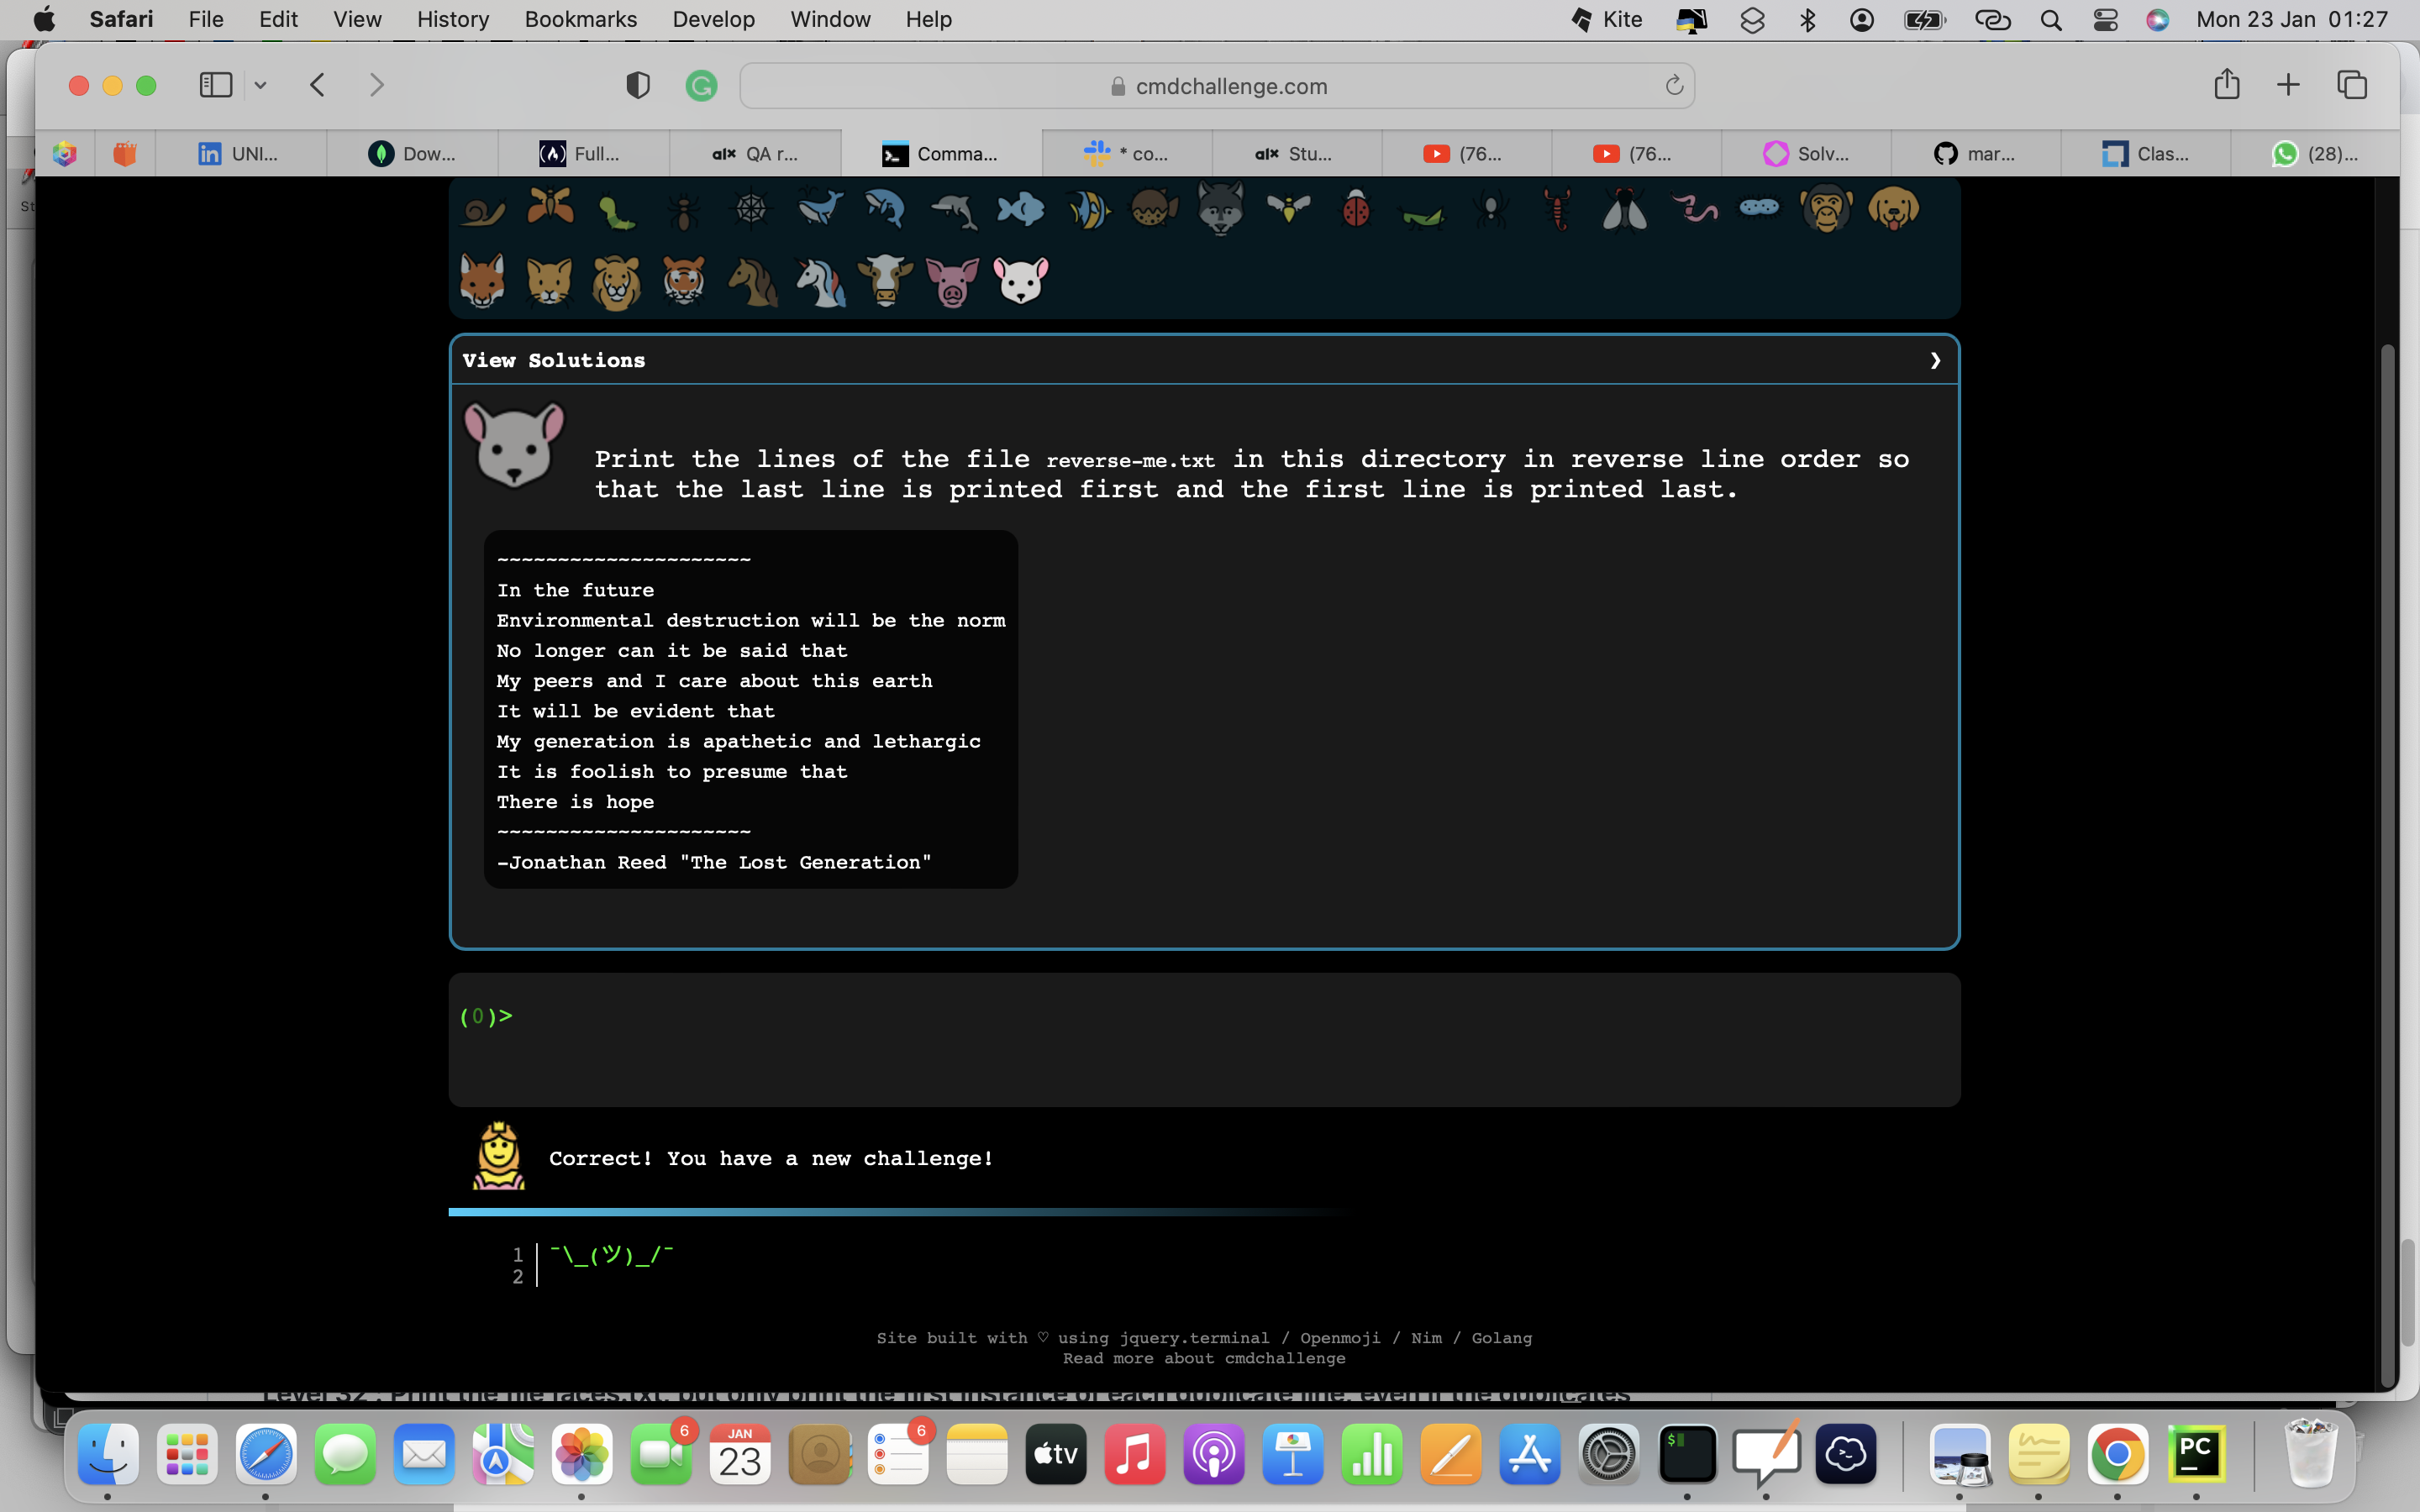 Safari File Edit View History Bookmarks Develop Window Help Kite Mon 23 Jan 01:27
cmdchallenge.com
UNI... Dow... Full... alx QA r... Comma... * co... alx Stu... (76... (76... Solv... mar... Clas... (28)...
St
View Solutions ❯
Print the lines of the file reverse-me.txt in this directory in reverse line order so
that the last line is printed first and the first line is printed last.
~~~~~~~~~~~~~~~~~~~~~
In the future
Environmental destruction will be the norm
No longer can it be said that
My peers and I care about this earth
It will be evident that
My generation is apathetic and lethargic
It is foolish to presume that
There is hope
~~~~~~~~~~~~~~~~~~~~~
-Jonathan Reed "The Lost Generation"
(0)>
Correct! You have a new challenge!
1 ¯\_(ツ)_/¯
2
Site built with ♡ using jquery.terminal / Openmoji / Nim / Golang
Read more about cmdchallenge
Level 32 : Print the file faces.txt, but only print the first instance of each duplicate line, even if the duplicates
6 JAN 23 6 tv $ PC